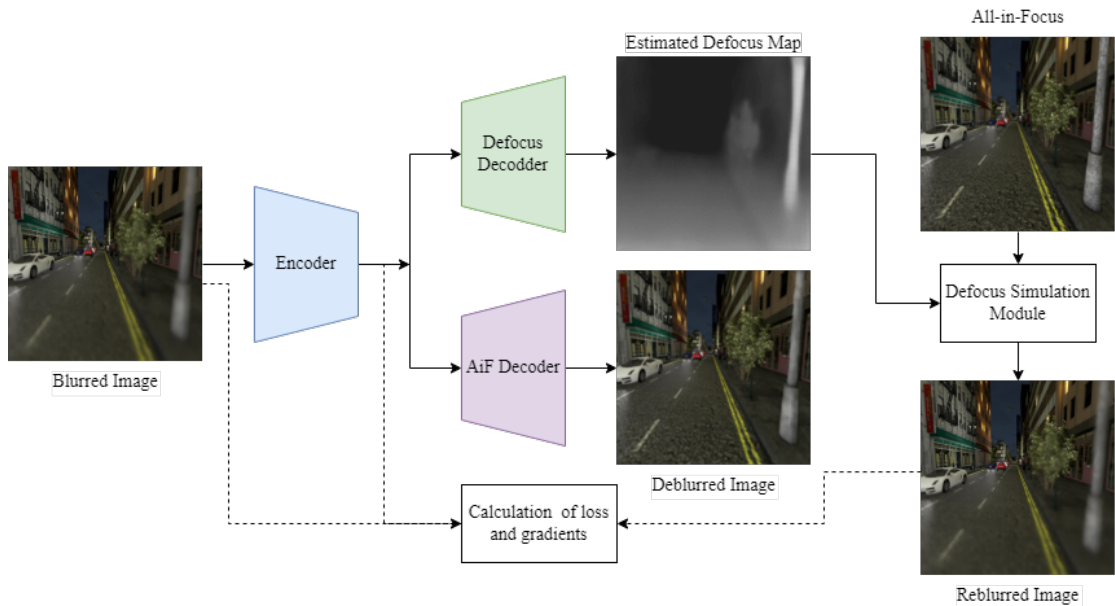 All-in-Focus
Estimated Defocus Map
Defocus
Decodder
Blurred Image
Encoder
Defocus Simulation
Module
AiF Decoder
Deblurred Image
Calculation of loss
and gradients
Reblurred Image